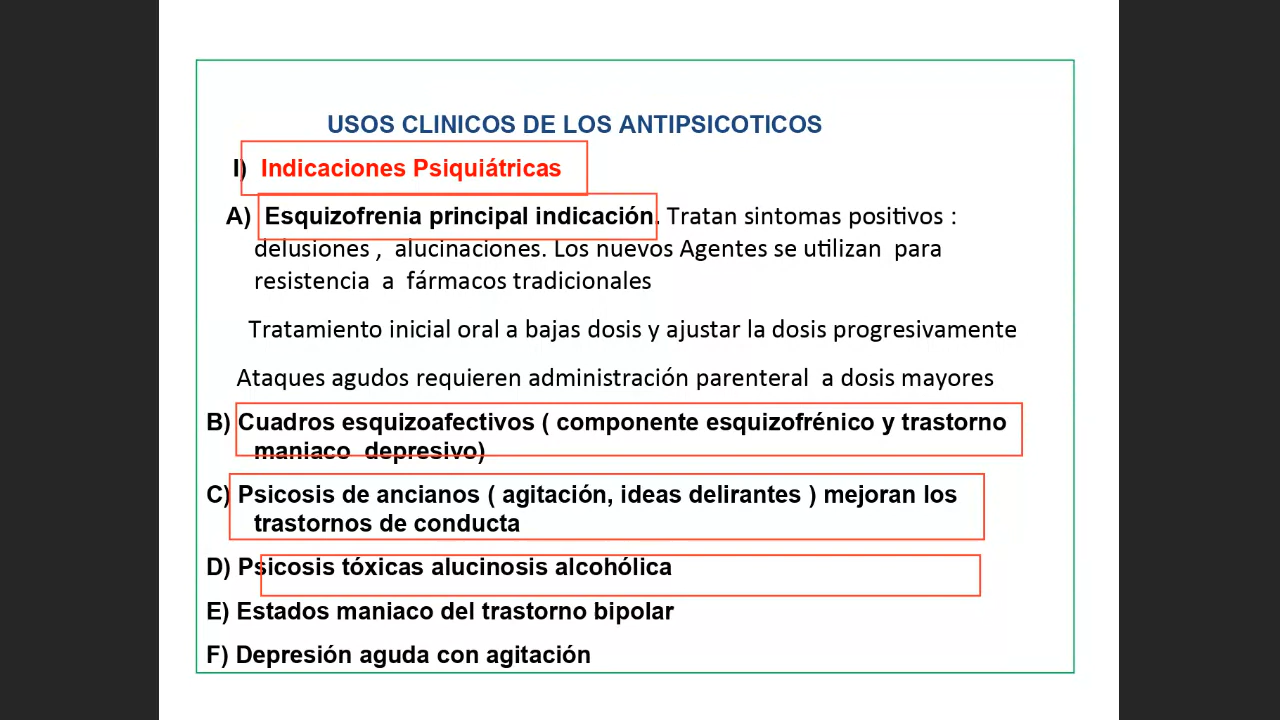 USOS CLINICOS DE LOS ANTIPSICOTICOS
I) Indicaciones Psiquiátricas
A) Esquizofrenia principal indicación. Tratan sintomas positivos :
delusiones , alucinaciones. Los nuevos Agentes se utilizan para
resistencia a fármacos tradicionales
Tratamiento inicial oral a bajas dosis y ajustar la dosis progresivamente
Ataques agudos requieren administración parenteral a dosis mayores
B) Cuadros esquizoafectivos ( componente esquizofrénico y trastorno
maniaco depresivo)
C) Psicosis de ancianos ( agitación, ideas delirantes ) mejoran los
trastornos de conducta
D) Psicosis tóxicas alucinosis alcohólica
E) Estados maniaco del trastorno bipolar
F) Depresión aguda con agitación